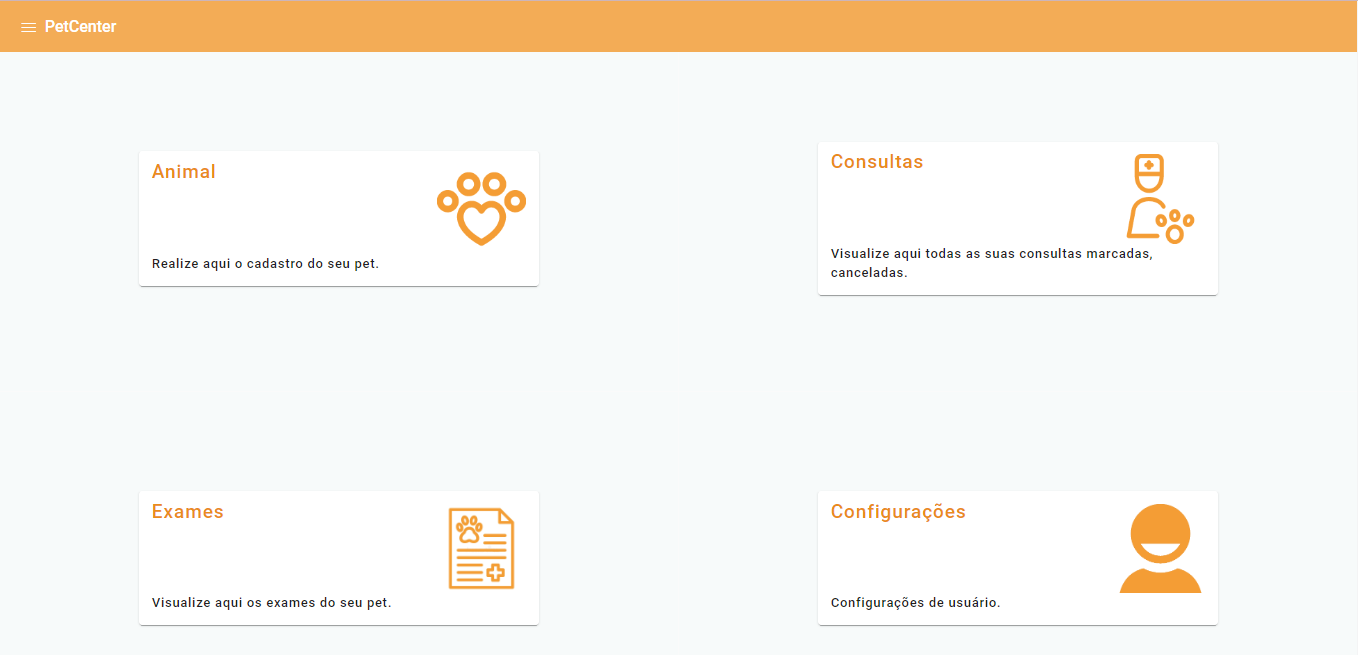 PetCenter
Animal
Realize aqui o cadastro do seu pet.
Consultas
Visualize aqui todas as suas consultas marcadas,
canceladas.
Exames
Visualize aqui os exames do seu pet.
Configurações
Configurações de usuário.